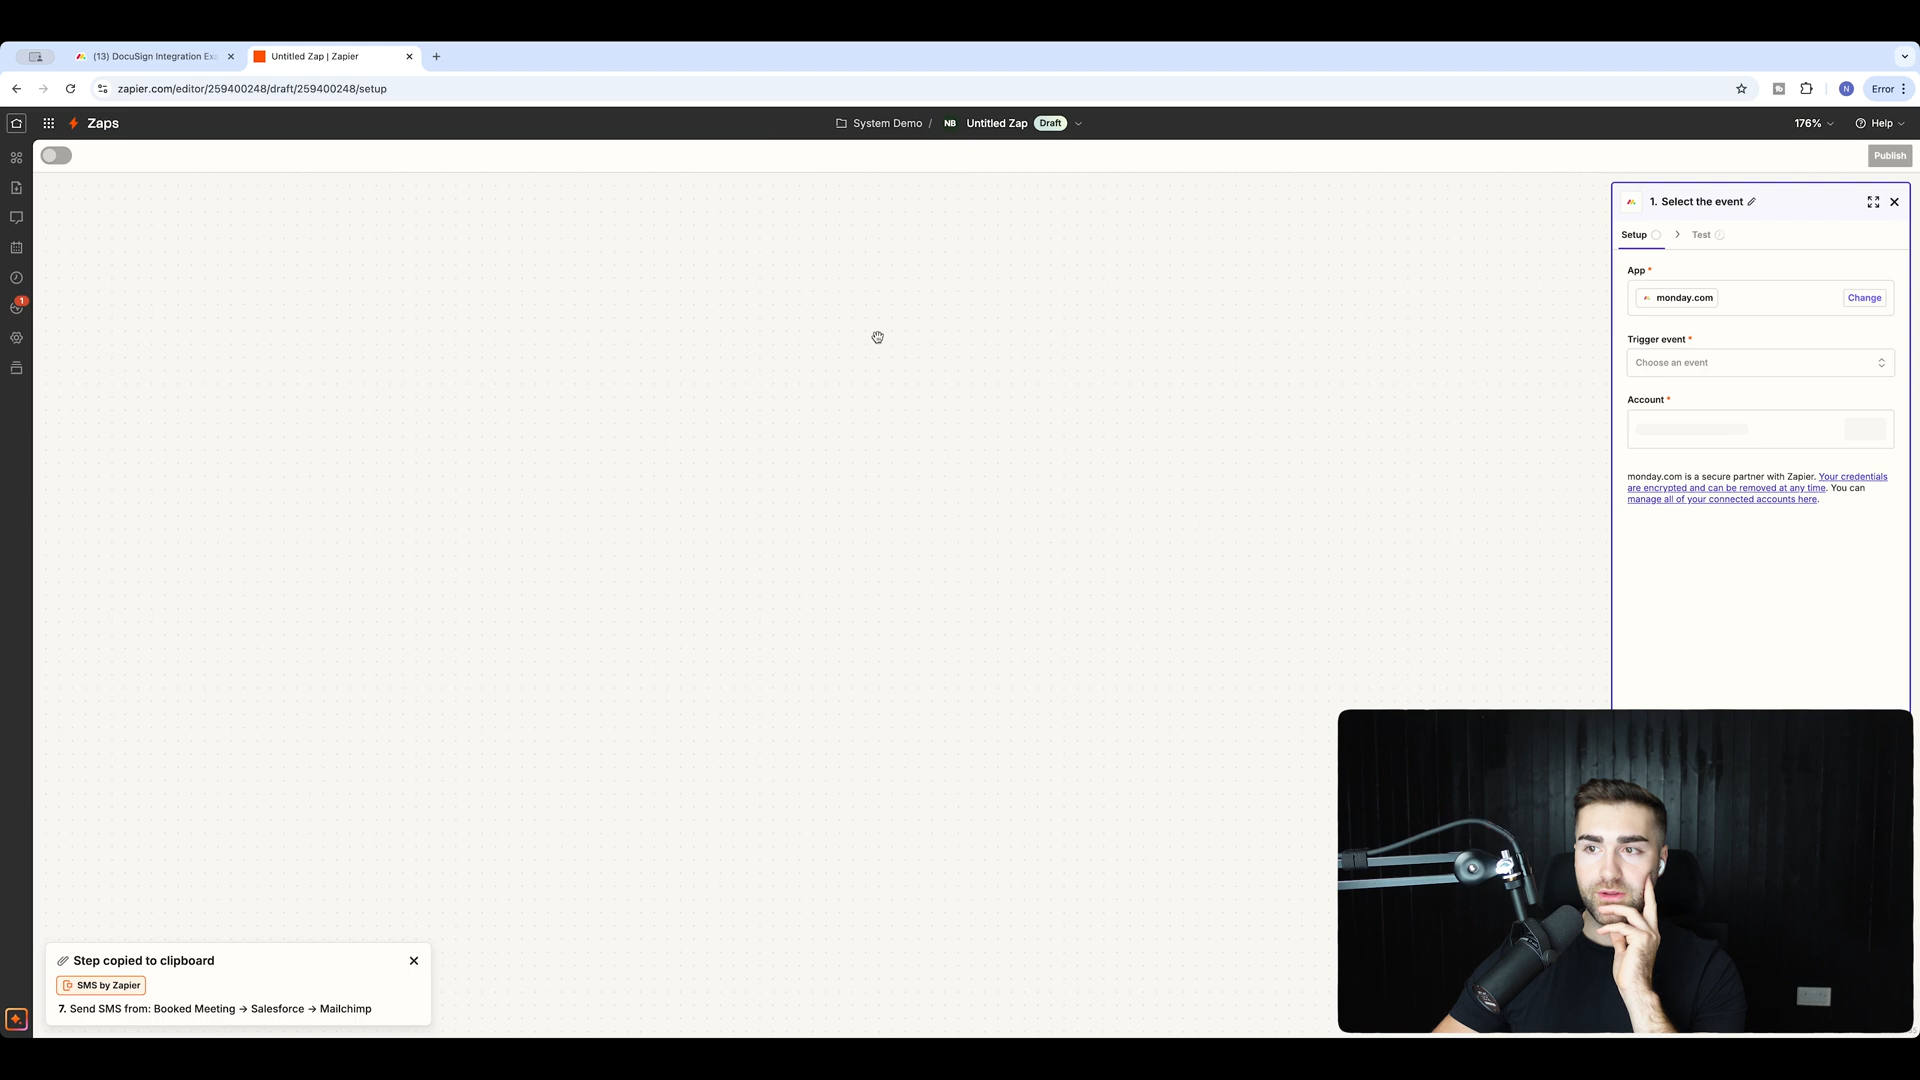 (13) DocuSign Integration Exa
Untitled Zap | Zapier
zapier.com/editor/259400248/draft/259400248/setup
N
Error
Zaps
System Demo /
NB
Untitled Zap
Draft
176%
Help
Publish
1
1. Select the event
Setup
Test
App *
monday.com
Change
Trigger event *
Choose an event
Account *
monday.com is a secure partner with Zapier. Your credentials
are encrypted and can be removed at any time. You can
manage all of your connected accounts here.
Step copied to clipboard
SMS by Zapier
7. Send SMS from: Booked Meeting → Salesforce → Mailchimp